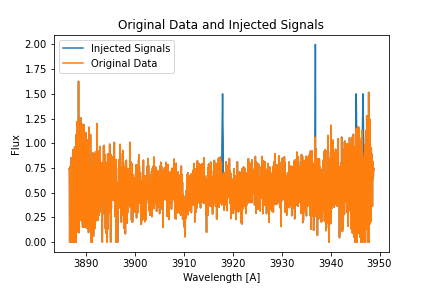 Original Data and Injected Signals
Injected Signals
Original Data
Flux
2.00
1.75
1.50
1.25
1.00
0.75
0.50
0.25
0.00
3890 3900 3910 3920 3930 3940 3950
Wavelength [A]